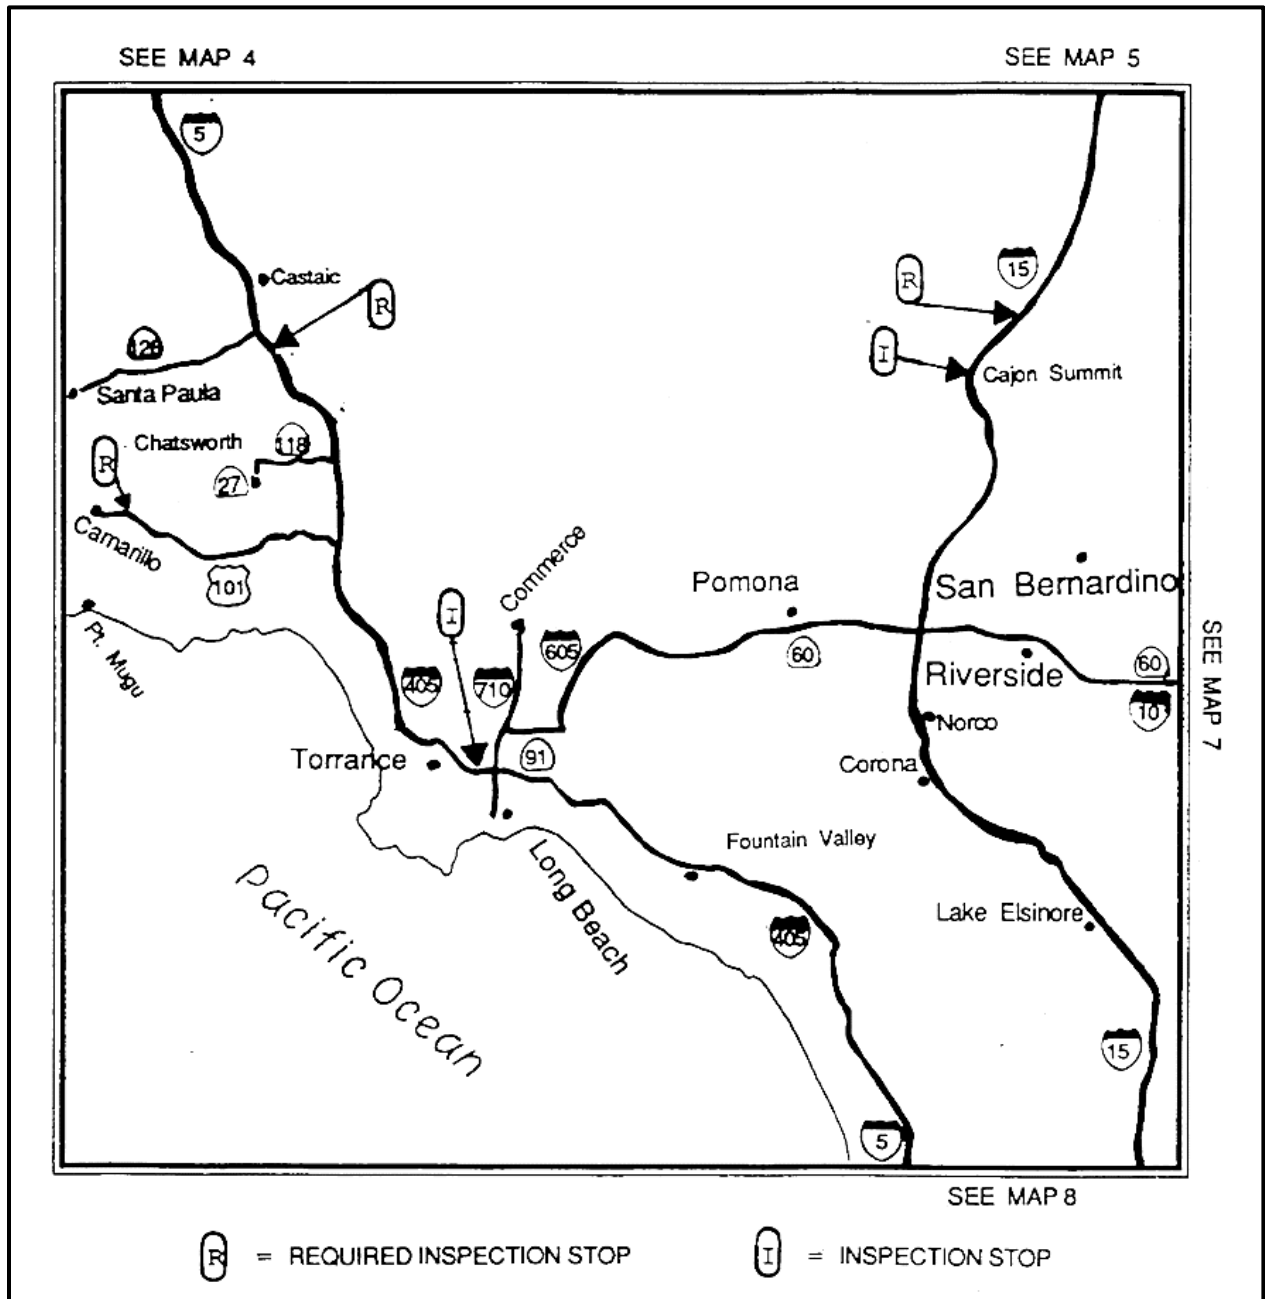 SEE MAP 4
SEE MAP 5
5
Castaic
R
15
R
I
126
Cajon Summit
Santa Paula
Chatsworth
118
R
27
Camarillo
101
Commerce
Pomona
San Bernardino
I
Pt. Mugu
605
60
60
SEE MAP 7
405
710
Riverside
10
Norco
91
Torrance
Corona
Fountain Valley
Long Beach
Pacific Ocean
405
Lake Elsinore
15
5
SEE MAP 8
R = REQUIRED INSPECTION STOP
I = INSPECTION STOP